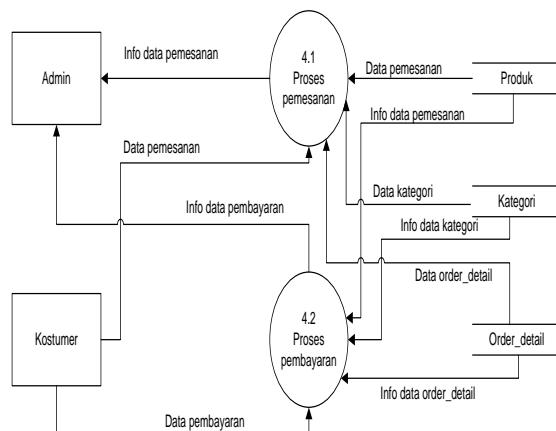 Info data pemesanan
4.1
Proses
pemesanan
Admin
Data pemesanan
Produk
Info data pemesanan
Data pemesanan
Data kategori
Kategori
Info data pembayaran
Info data kategori
Data order_detail
4.2
Proses
pembayaran
Kostumer
Order_detail
Info data order_detail
Data pembayaran